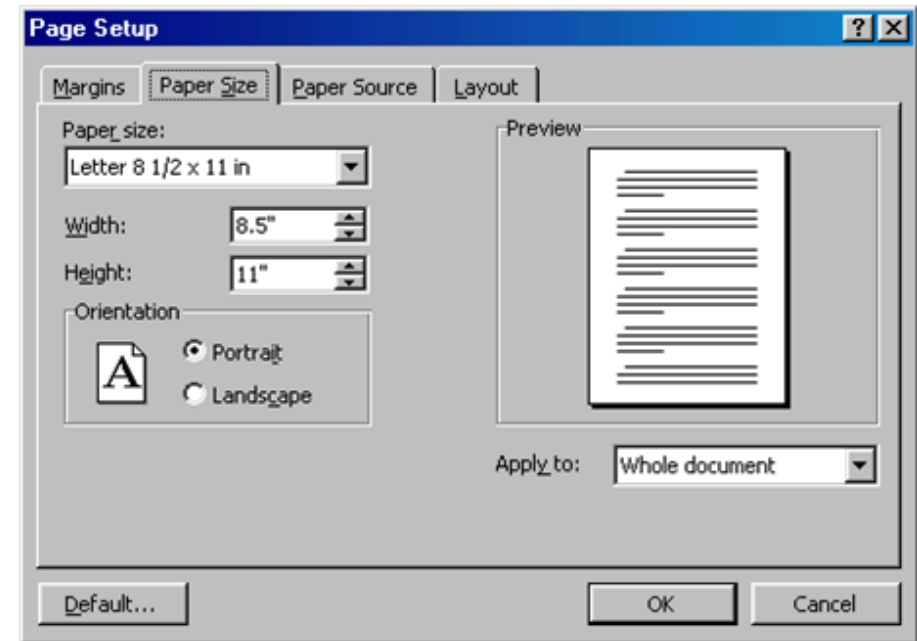 Page Setup
Margins Paper Size Paper Source Layout
Paper size:
Letter 8 1/2 x 11 in
Width: 8.5"
Height: 11"
Orientation
A
Portrait
Landscape
Preview
Apply to: Whole document
Default... OK Cancel